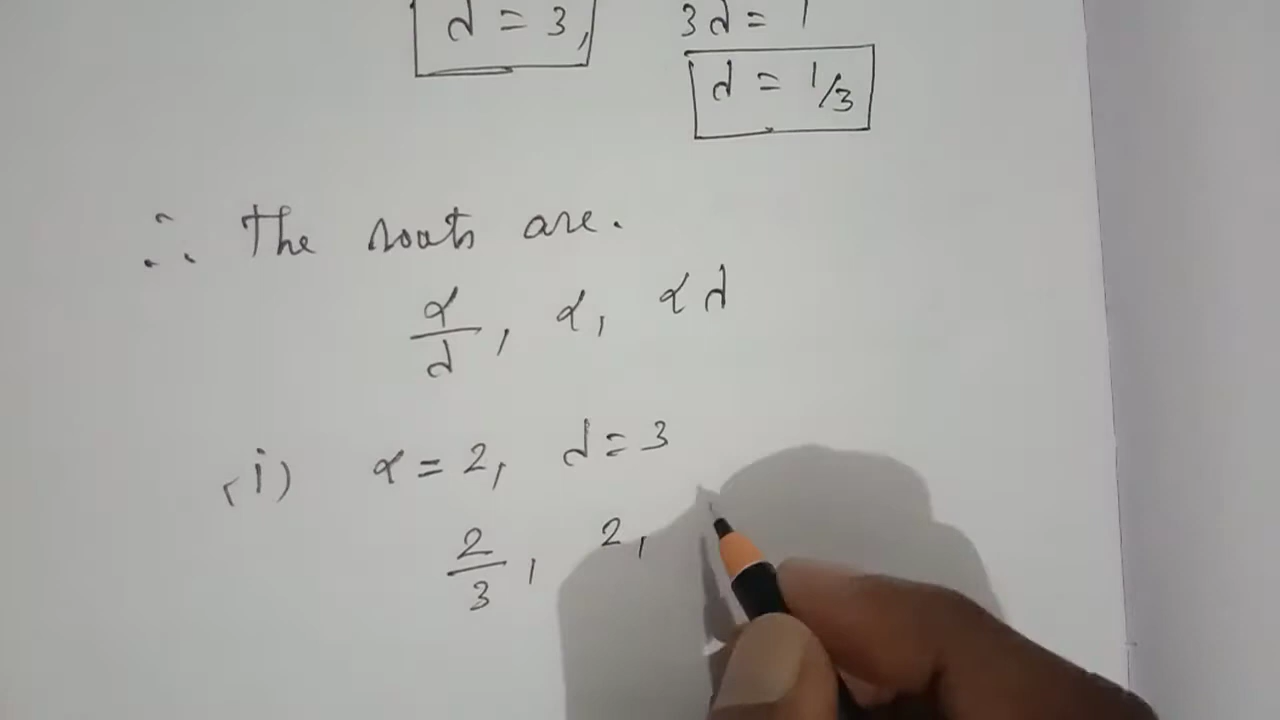 d = 3, 3d = 1
d = 1/3
∴ The roots are.
α/d, α, αd
(i) α = 2, d = 3
2/3, 2,